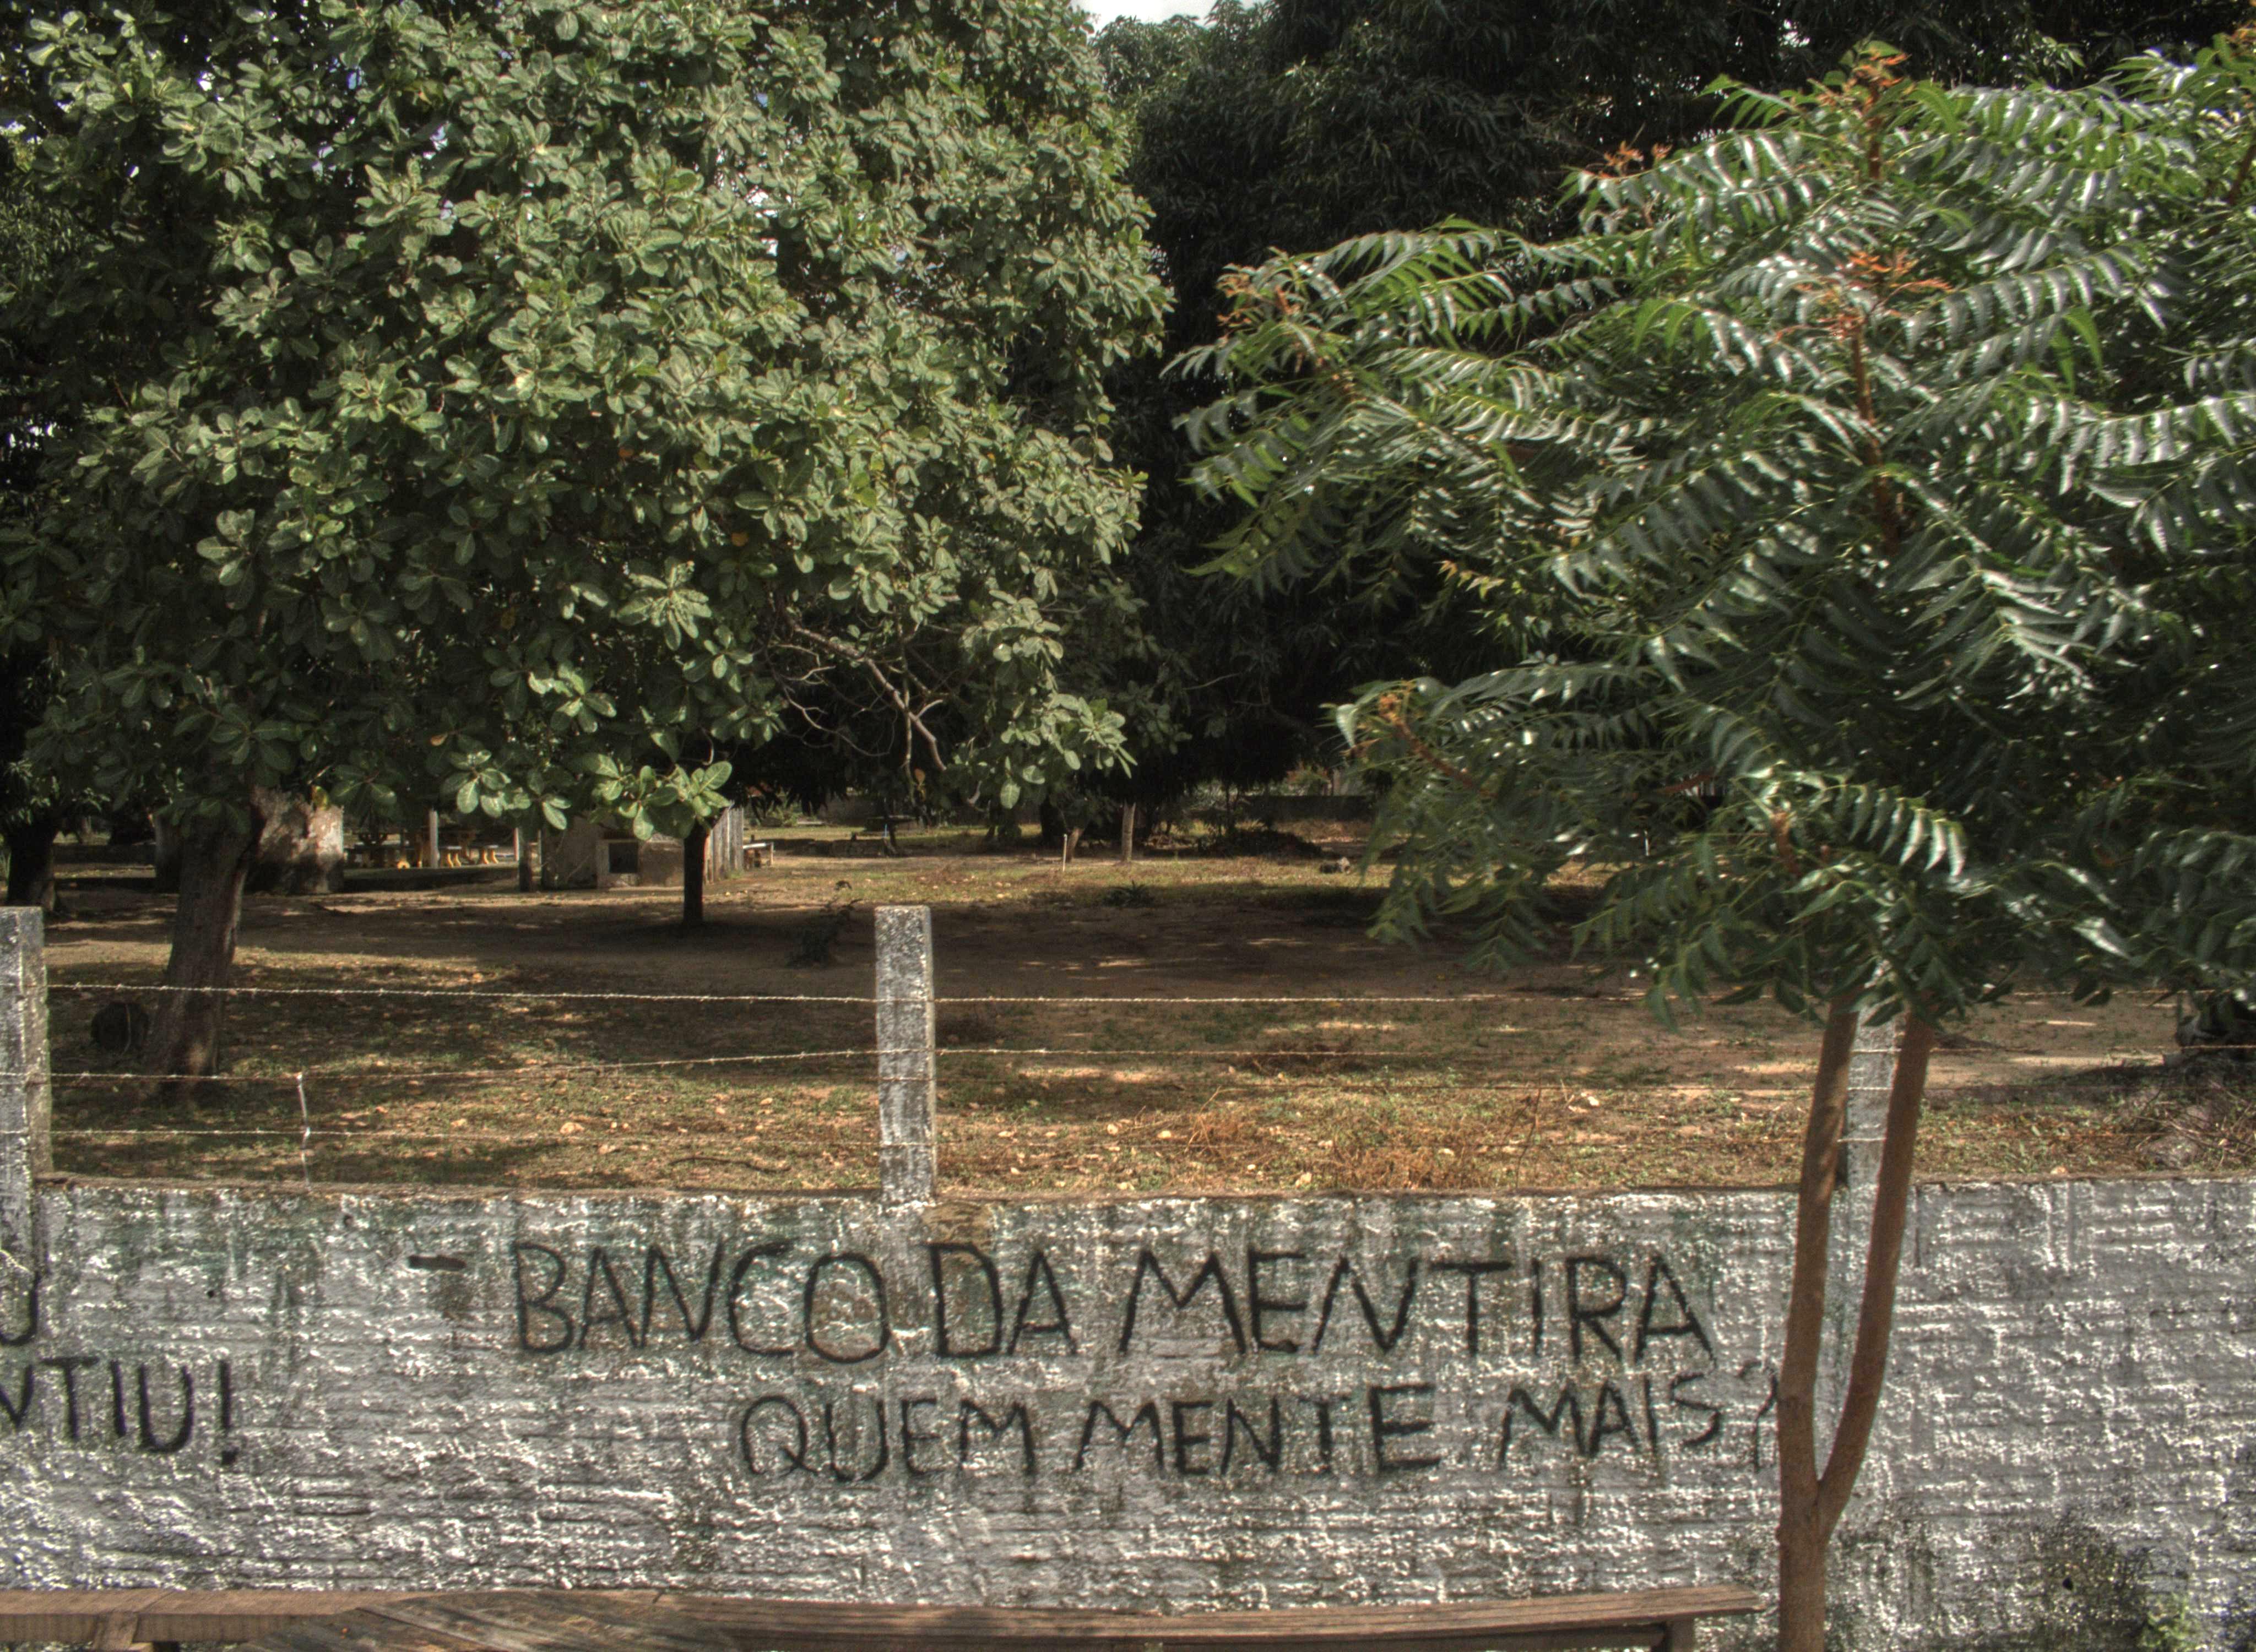 - BANCO DA MENTIRA
QUEM MENTE MAIS?
NTIU!